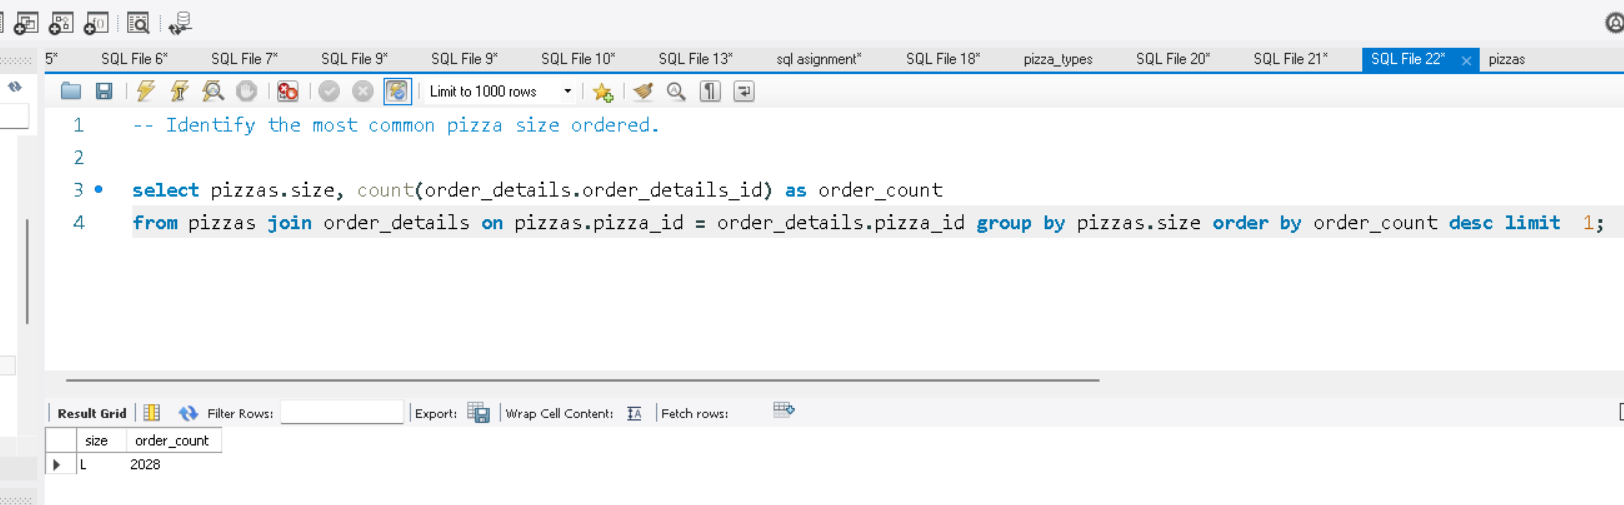 5* SQL File 6* SQL File 7* SQL File 9* SQL File 9* SQL File 10* SQL File 13* sql asignment* SQL File 18* pizza_types SQL File 20* SQL File 21* SQL File 22* pizzas
Limit to 1000 rows
1 -- Identify the most common pizza size ordered.
2
3 select pizzas.size, count(order_details.order_details_id) as order_count
4 from pizzas join order_details on pizzas.pizza_id = order_details.pizza_id group by pizzas.size order by order_count desc limit 1;
Result Grid Filter Rows: Export: Wrap Cell Content: Fetch rows:
size order_count
L 2028